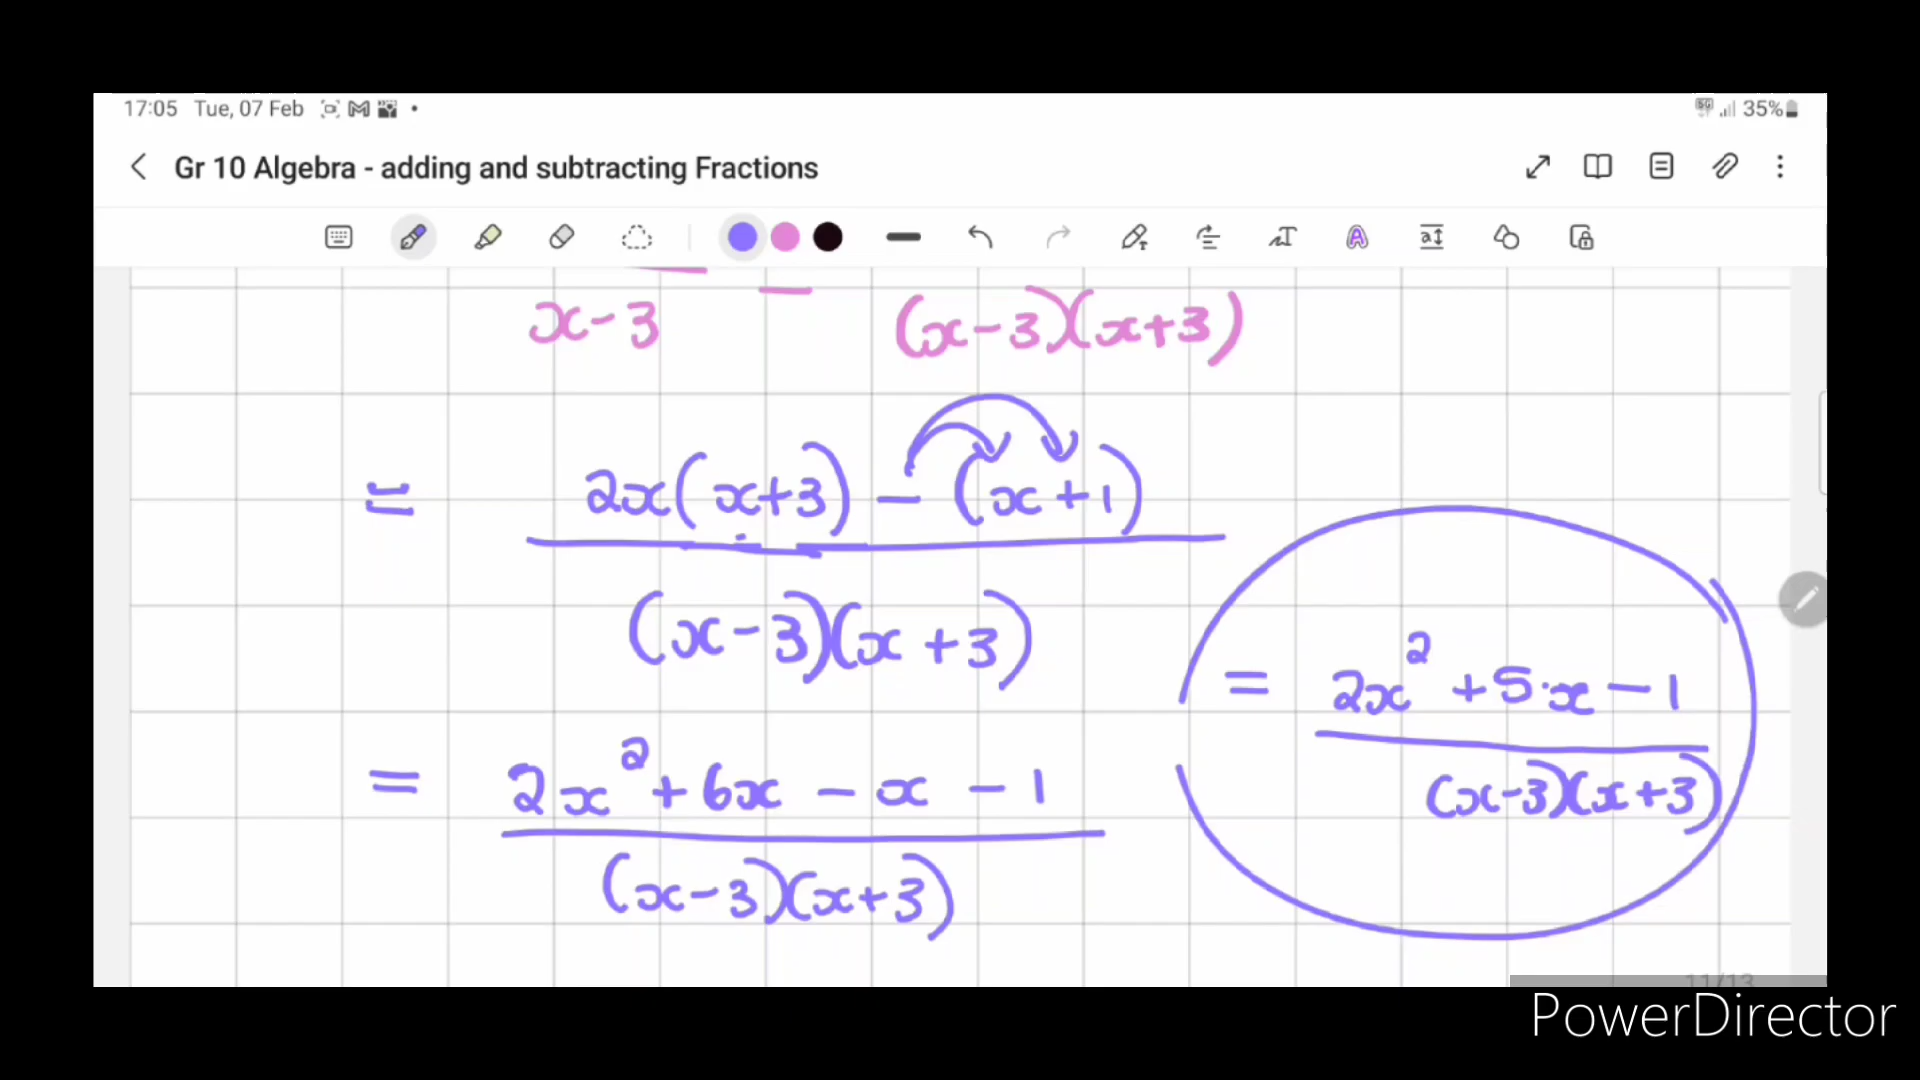 17:05 Tue, 07 Feb
35%
Gr 10 Algebra - adding and subtracting Fractions
x-3 (x-3)(x+3)
= 2x(x+3) - (x+1)
(x-3)(x+3)
= 2x² + 6x - x - 1
(x-3)(x+3)
= 2x² + 5x - 1
(x-3)(x+3)
PowerDirector